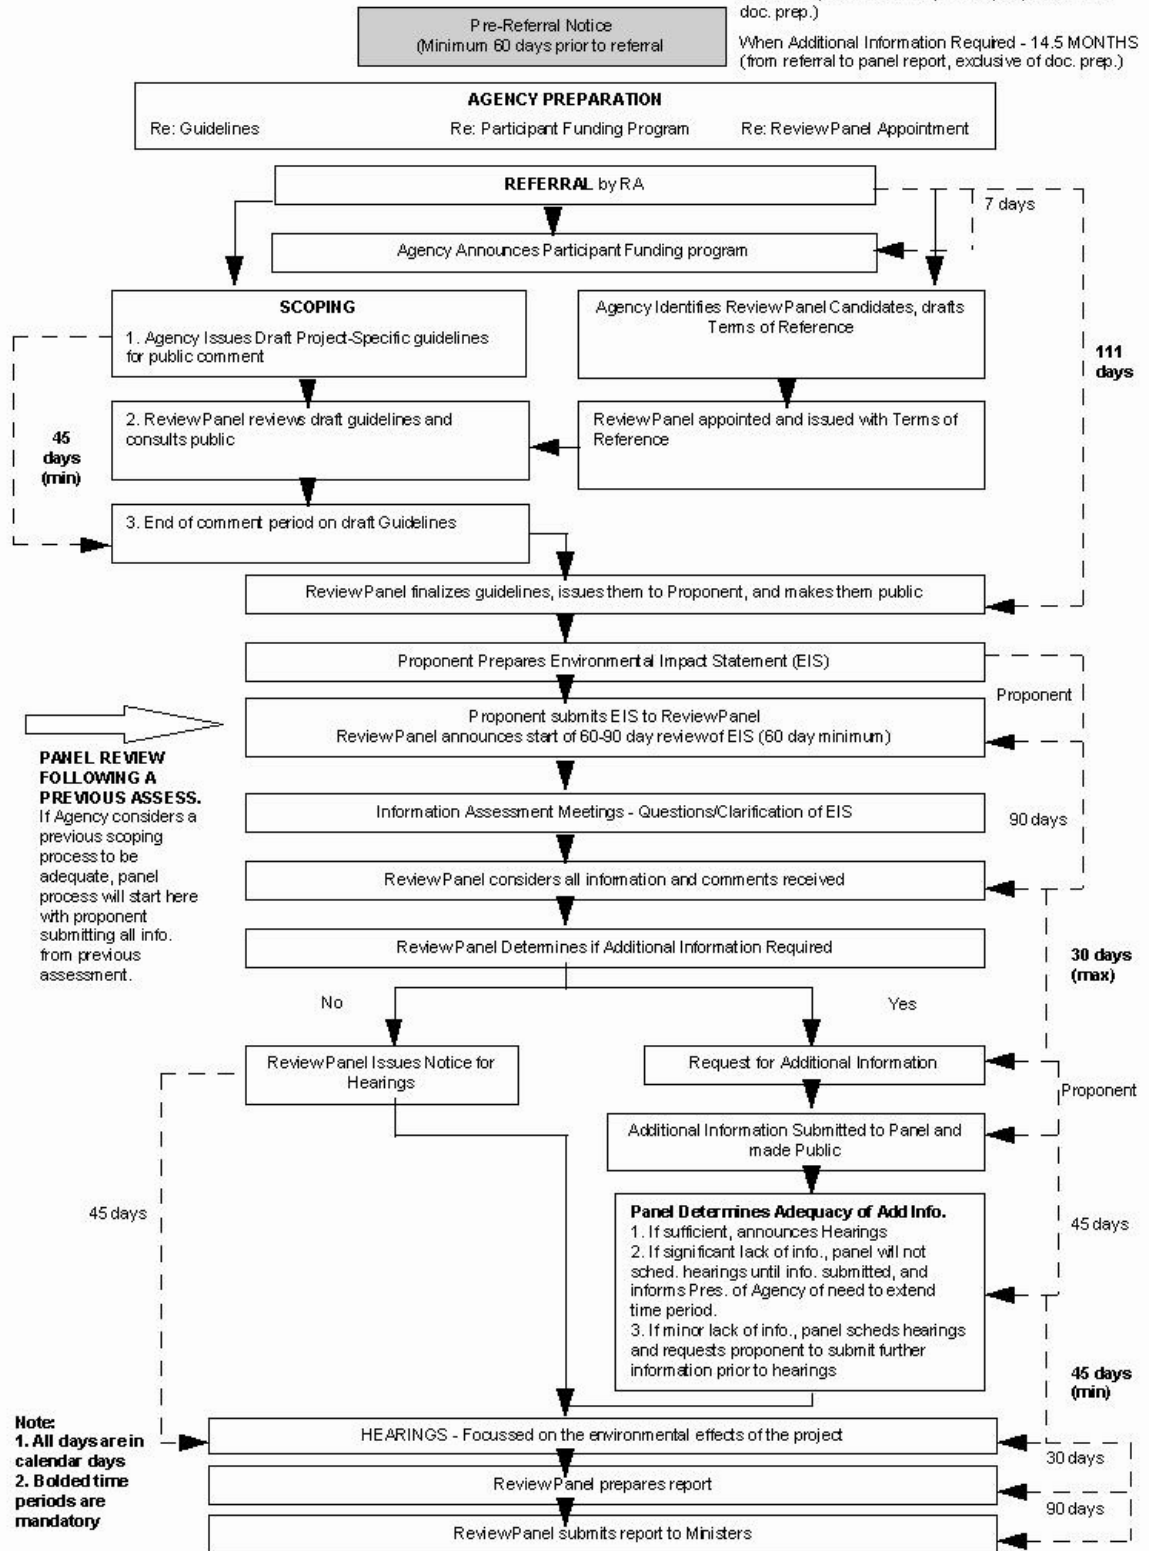 doc. prep.)
Pre-Referral Notice
(Minimum 60 days prior to referral
When Additional Information Required - 14.5 MONTHS
(from referral to panel report, exclusive of doc. prep.)
AGENCY PREPARATION
Re: Guidelines
Re: Participant Funding Program
Re: Review Panel Appointment
REFERRAL by RA
7 days
Agency Announces Participant Funding program
SCOPING
1. Agency Issues Draft Project-Specific guidelines
for public comment
Agency Identifies Review Panel Candidates, drafts
Terms of Reference
111
days
45
days
(min)
2. Review Panel reviews draft guidelines and
consults public
Review Panel appointed and issued with Terms of
Reference
3. End of comment period on draft Guidelines
Review Panel finalizes guidelines, issues them to Proponent, and makes them public
Proponent Prepares Environmental Impact Statement (EIS)
Proponent
Proponent submits EIS to Review Panel
Review Panel announces start of 60-90 day review of EIS (60 day minimum)
PANEL REVIEW
FOLLOWING A
PREVIOUS ASSESS.
If Agency considers a
previous scoping
process to be
adequate, panel
process will start here
with proponent
submitting all info.
from previous
assessment.
Information Assessment Meetings - Questions/Clarification of EIS
90 days
Review Panel considers all information and comments received
Review Panel Determines if Additional Information Required
30 days
(max)
No
Yes
Review Panel Issues Notice for
Hearings
Request for Additional Information
Proponent
Additional Information Submitted to Panel and
made Public
45 days
Panel Determines Adequacy of Add Info.
1. If sufficient, announces Hearings
2. If significant lack of info., panel will not
sched. hearings until info. submitted, and
informs Pres. of Agency of need to extend
time period.
3. If minor lack of info., panel scheds hearings
and requests proponent to submit further
information prior to hearings
45 days
45 days
(min)
Note:
1. All days are in
calendar days
2. Bolded time
periods are
mandatory
HEARINGS - Focussed on the environmental effects of the project
30 days
Review Panel prepares report
90 days
Review Panel submits report to Ministers